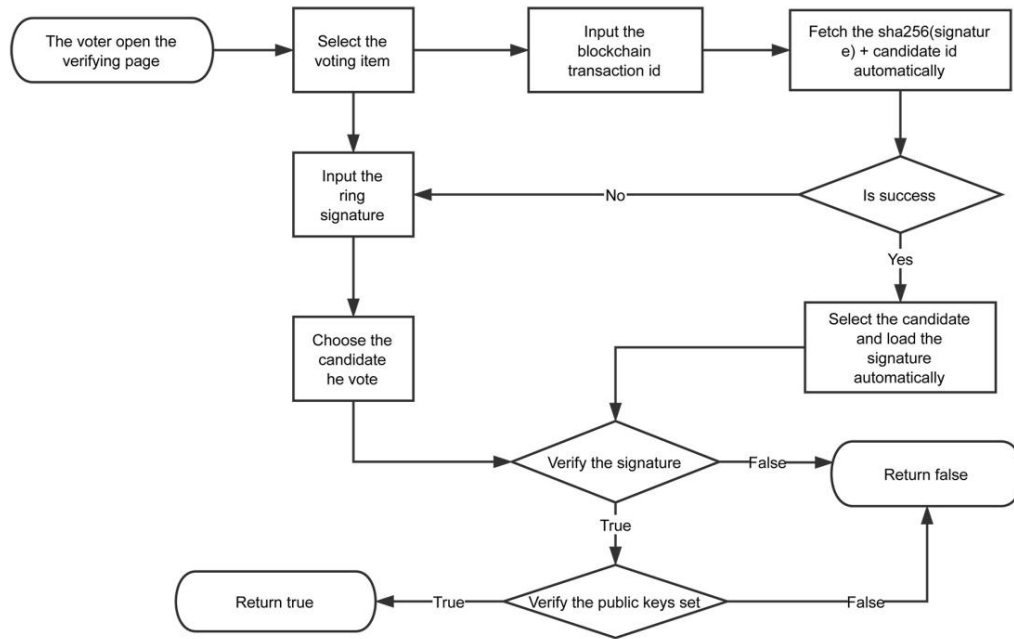 The voter open the
verifying page
Select the
voting item
Input the
blockchain
transaction id
Fetch the sha256(signatur
e) + candidate id
automatically
Input the
ring
signature
No
Is success
Yes
Choose the
candidate
he vote
Select the candidate
and load the
signature
automatically
Verify the signature
False
Return false
True
Return true
True
Verify the public keys set
False